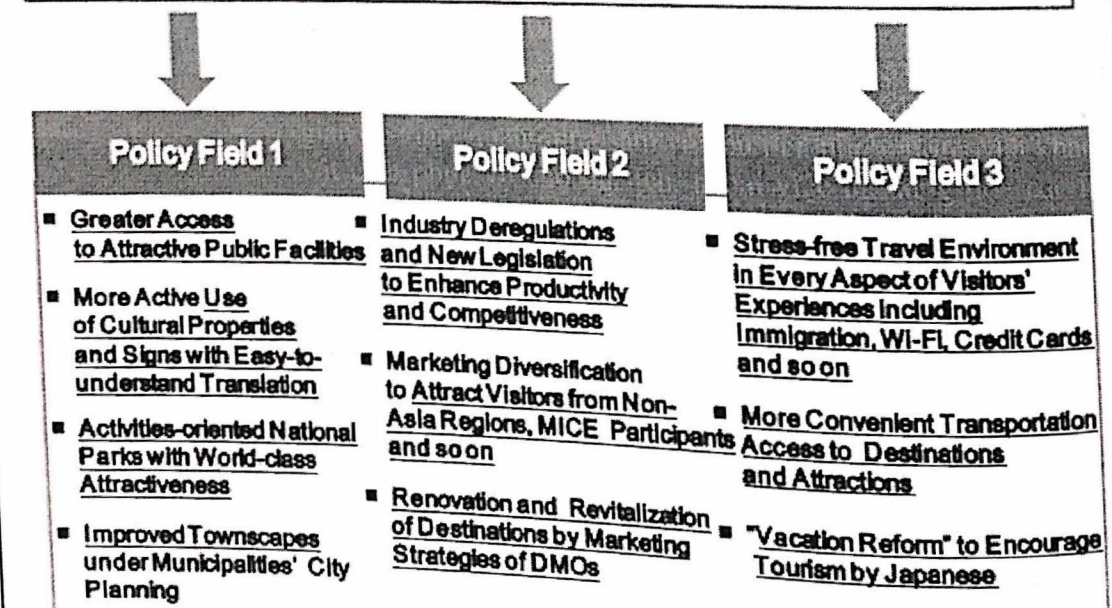 Policy Field 1
■ Greater Access
to Attractive Public Facilities
■ More Active Use
of Cultural Properties
and Signs with Easy-to-
understand Translation
■ Activities-oriented National
Parks with World-class
Attractiveness
■ Improved Townscapes
under Municipalities' City
Planning
Policy Field 2
■ Industry Deregulations
and New Legislation
to Enhance Productivity
and Competitiveness
■ Marketing Diversification
to Attract Visitors from Non-
Asia Regions, MICE Participants
and so on
■ Renovation and Revitalization
of Destinations by Marketing
Strategies of DMOs
Policy Field 3
■ Stress-free Travel Environment
in Every Aspect of Visitors'
Experiences including
Immigration, Wi-Fi, Credit Cards
and so on
■ More Convenient Transportation
Access to Destinations
and Attractions
■ "Vacation Reform" to Encourage
Tourism by Japanese